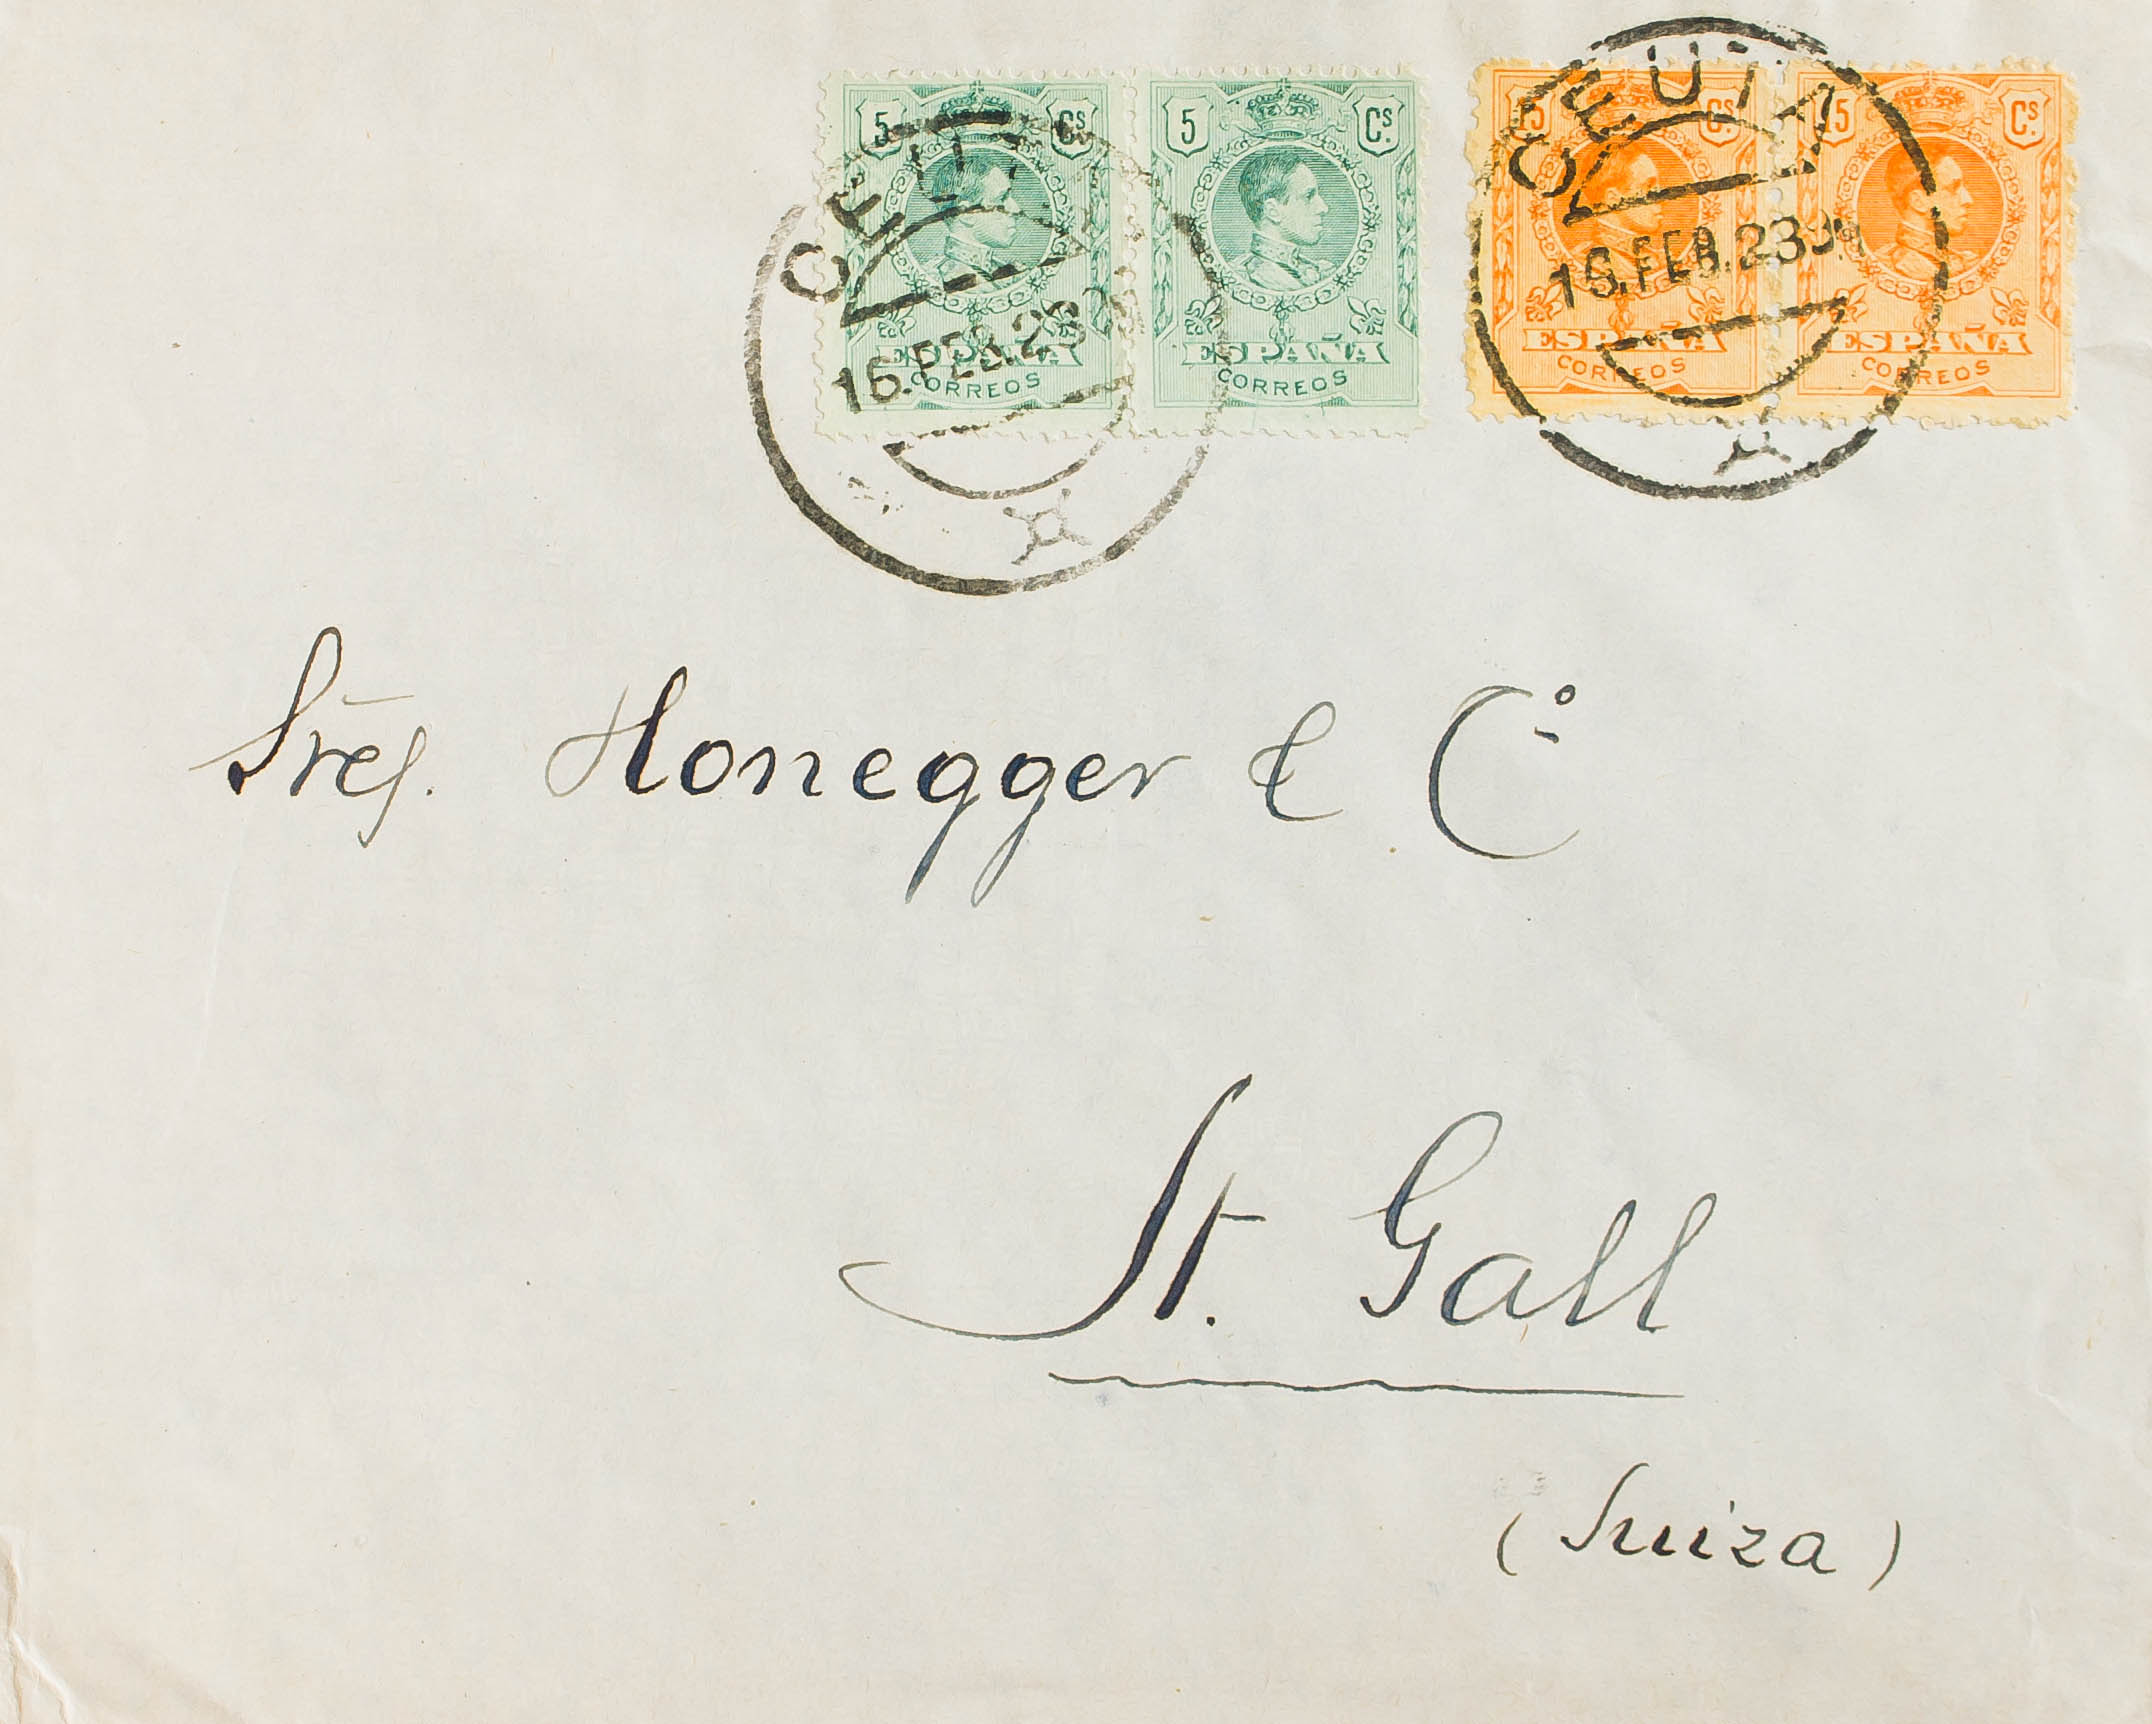 5 Cs. 5 Cs.
ESPAÑA ESPAÑA
CORREOS CORREOS
CEUTA
16.FEB.23
15 Cs. 15 Cs.
ESPAÑA ESPAÑA
CORREOS CORREOS
CEUTA
16.FEB.23
Sres. Honegger & Cº
St. Gall
(Suiza)